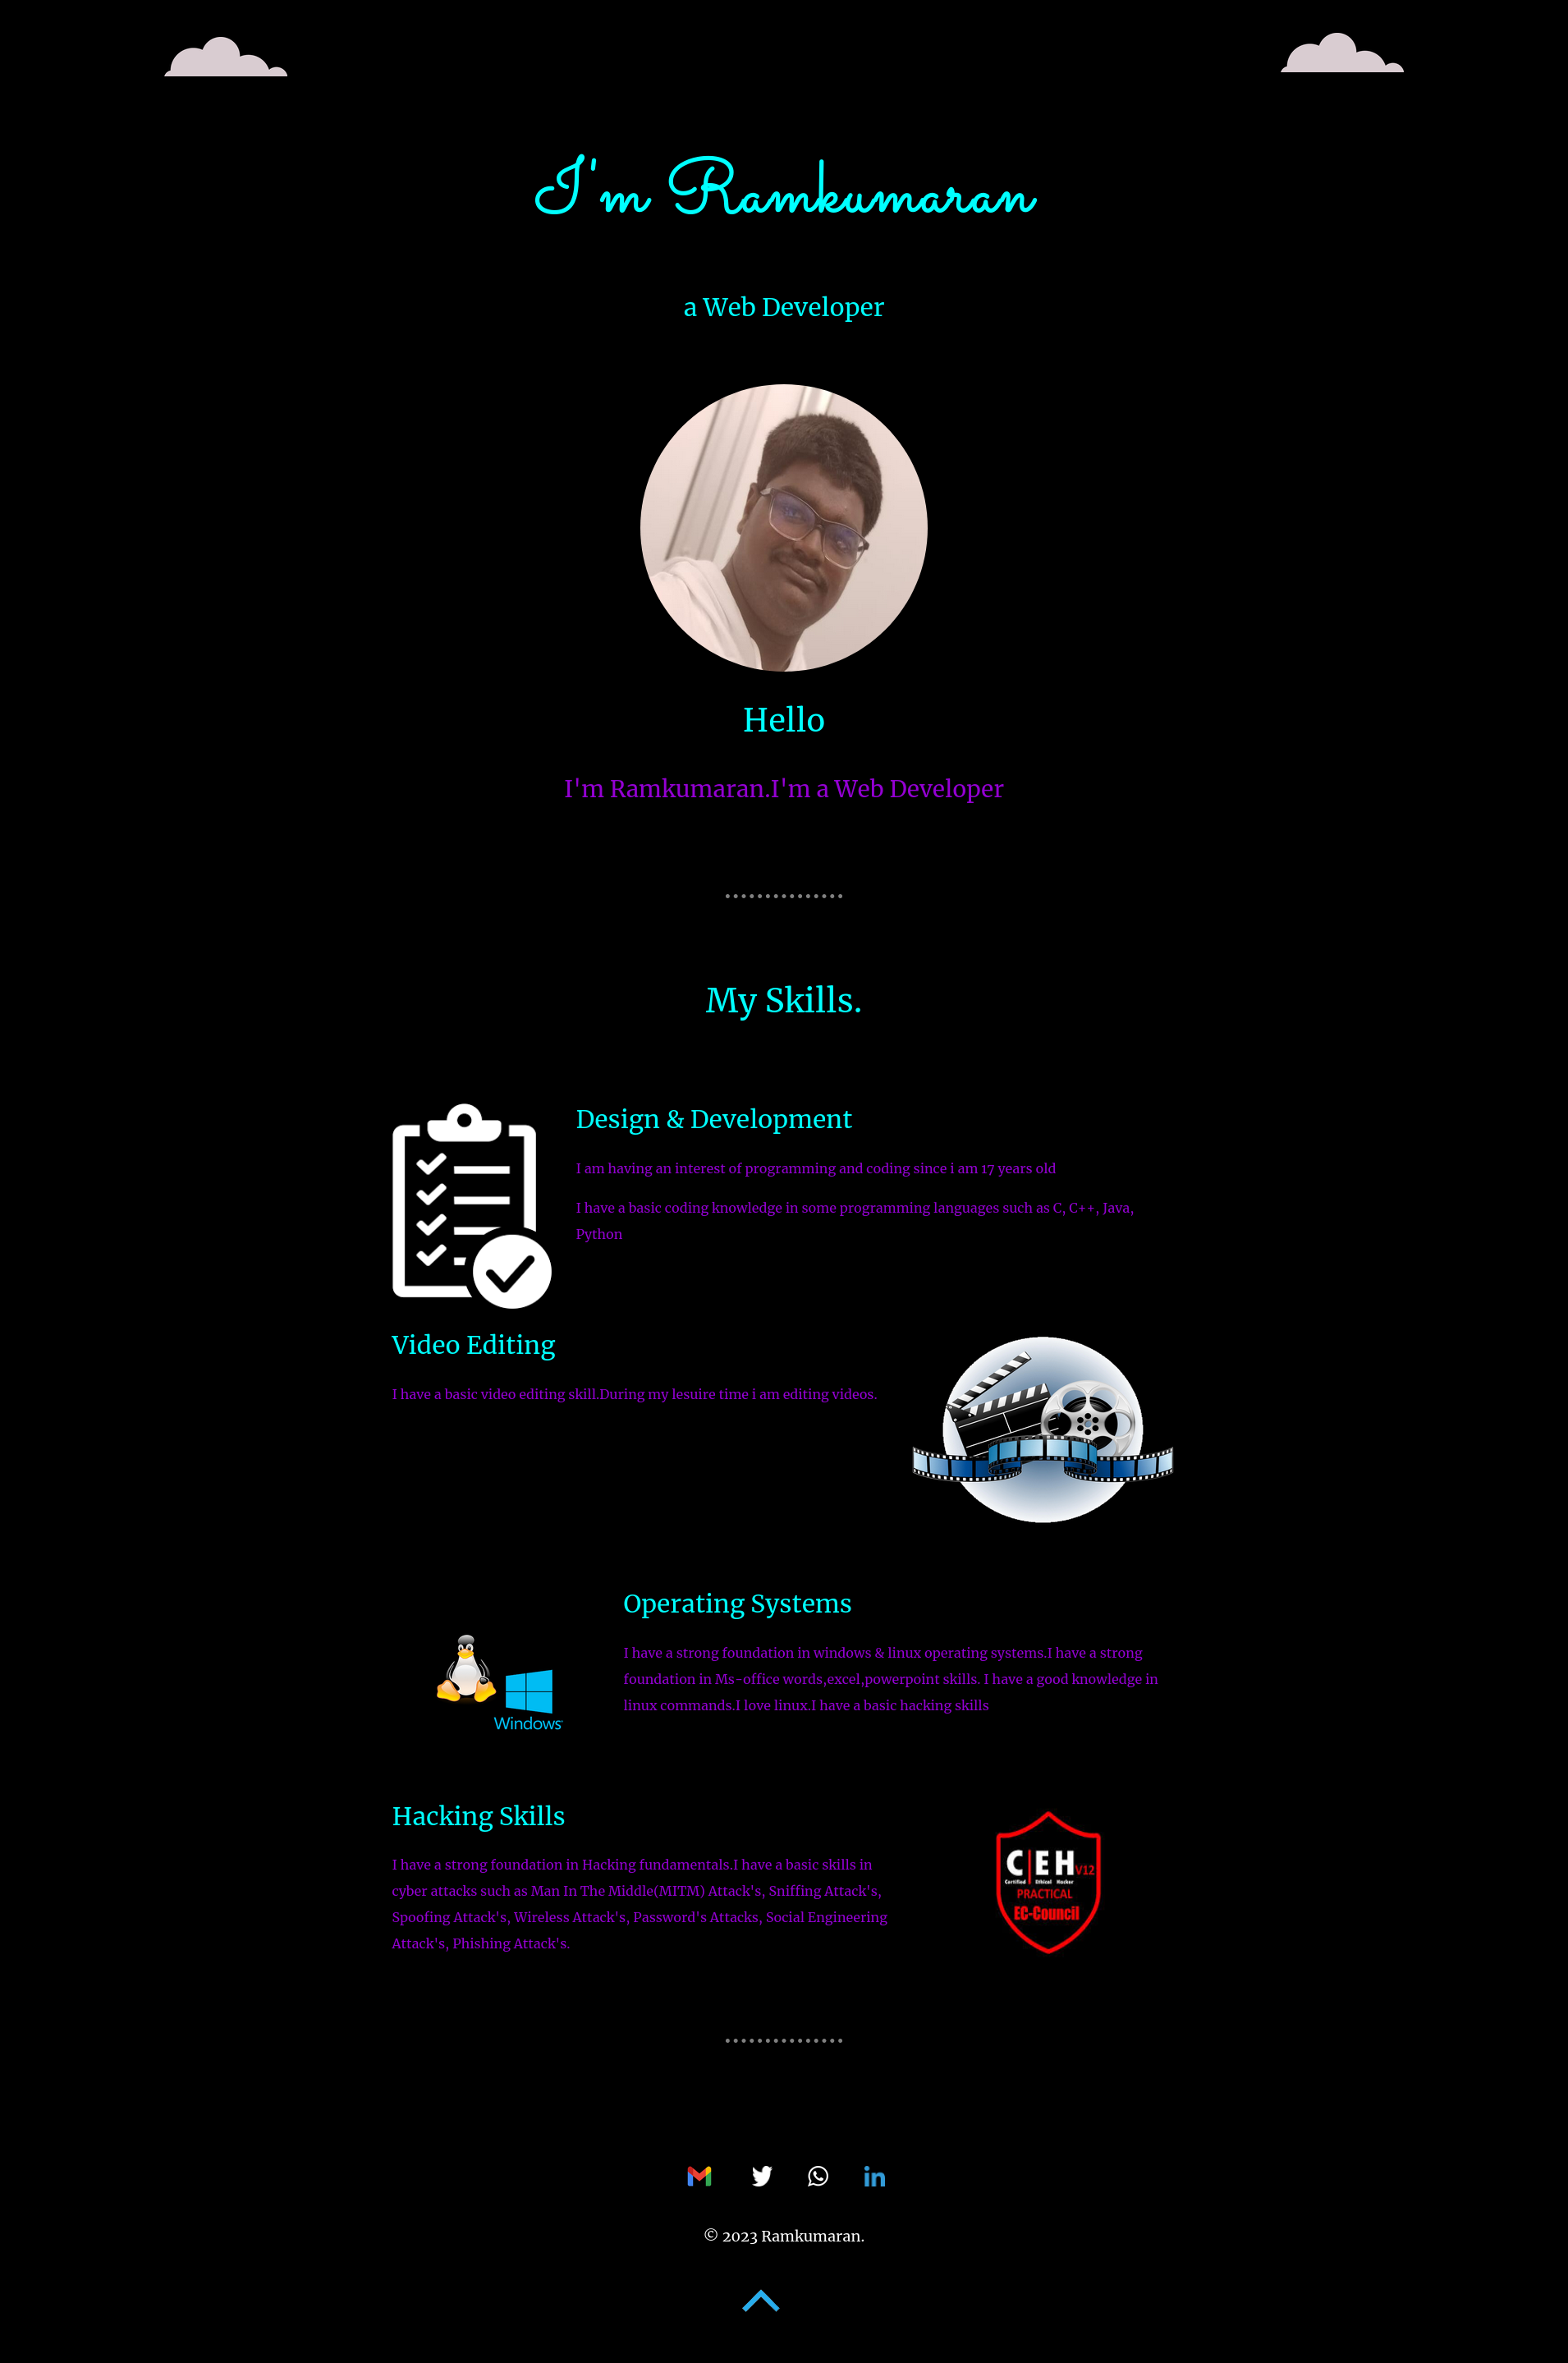 I'm Ramkumaran
a Web Developer
Hello
I'm Ramkumaran.I'm a Web Developer
My Skills.
Design & Development
I am having an interest of programming and coding since i am 17 years old
I have a basic coding knowledge in some programming languages such as C, C++, Java,
Python
Video Editing
I have a basic video editing skill.During my lesuire time i am editing videos.
Operating Systems
I have a strong foundation in windows & linux operating systems.I have a strong
foundation in Ms-office words,excel,powerpoint skills. I have a good knowledge in
linux commands.I love linux.I have a basic hacking skills
Windows
Hacking Skills
I have a strong foundation in Hacking fundamentals.I have a basic skills in
cyber attacks such as Man In The Middle(MITM) Attack's, Sniffing Attack's,
Spoofing Attack's, Wireless Attack's, Password's Attacks, Social Engineering
Attack's, Phishing Attack's.
C|EH V12
Certified Ethical Hacker
PRACTICAL
EC-Council
in
© 2023 Ramkumaran.